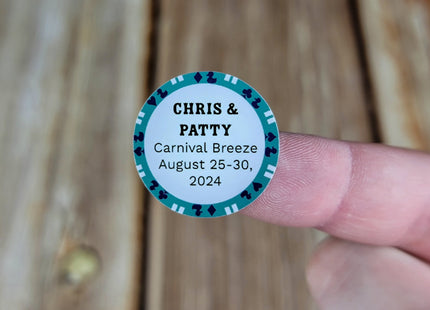 CHRIS &
PATTY
Carnival Breeze
August 25-30,
2024